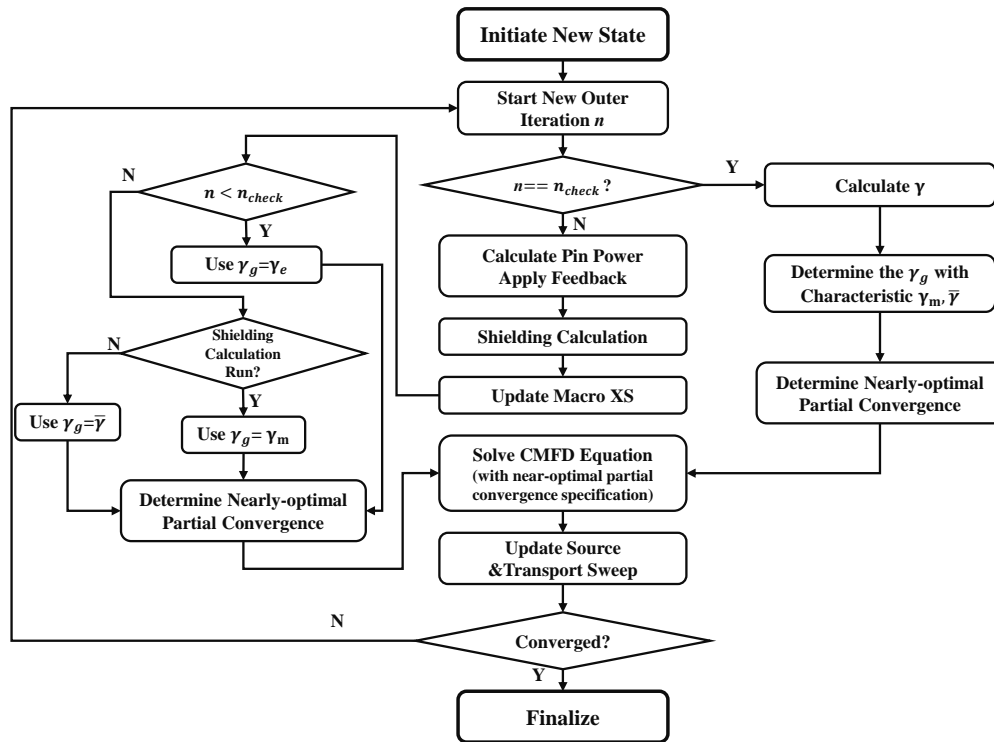 Initiate New State
Start New Outer
Iteration n
n== n_check ?
Y
N
Calculate γ
Determine the γ_g with
Characteristic γ_m, γ̅
Determine Nearly-optimal
Partial Convergence
Calculate Pin Power
Apply Feedback
Shielding Calculation
Update Macro XS
N
n < n_check
Y
Use γ_g=γ_e
N
Shielding
Calculation
Run?
Y
Use γ_g=γ̅
Use γ_g= γ_m
Determine Nearly-optimal
Partial Convergence
Solve CMFD Equation
(with near-optimal partial
convergence specification)
Update Source
&Transport Sweep
N
Converged?
Y
Finalize